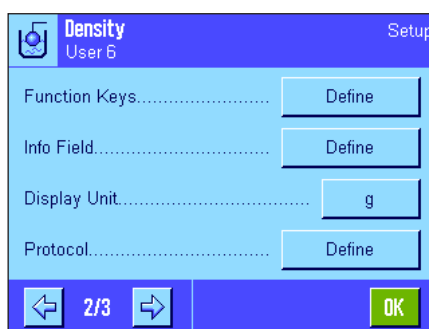 Density
Setup
User 6
Function Keys........................ Define
Info Field............................... Define
Display Unit.................................. g
Protocol................................ Define
2/3
OK